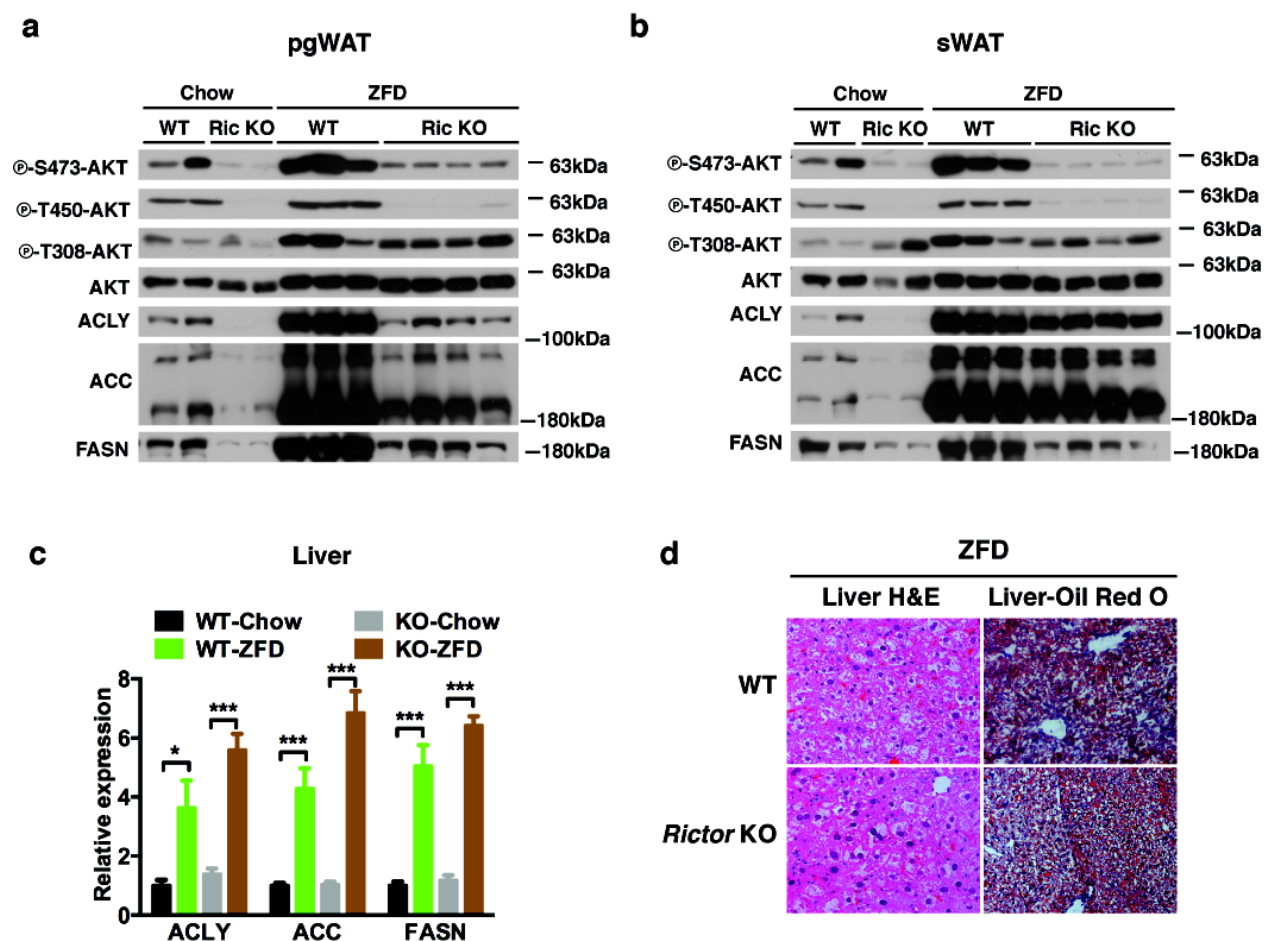 a
pgWAT
Chow ZFD
WT Ric KO WT Ric KO
Ⓟ-S473-AKT 63kDa
Ⓟ-T450-AKT 63kDa
Ⓟ-T308-AKT 63kDa
AKT 63kDa
ACLY
100kDa
ACC
180kDa
FASN 180kDa
b
sWAT
Chow ZFD
WT Ric KO WT Ric KO
Ⓟ-S473-AKT 63kDa
Ⓟ-T450-AKT 63kDa
Ⓟ-T308-AKT 63kDa
AKT 63kDa
ACLY
100kDa
ACC
180kDa
FASN 180kDa
c
Liver
WT-Chow KO-Chow
WT-ZFD KO-ZFD
Relative expression
8
6
4
2
0
* *** *** *** *** ***
ACLY ACC FASN
d
ZFD
Liver H&E Liver-Oil Red O
WT
Rictor KO